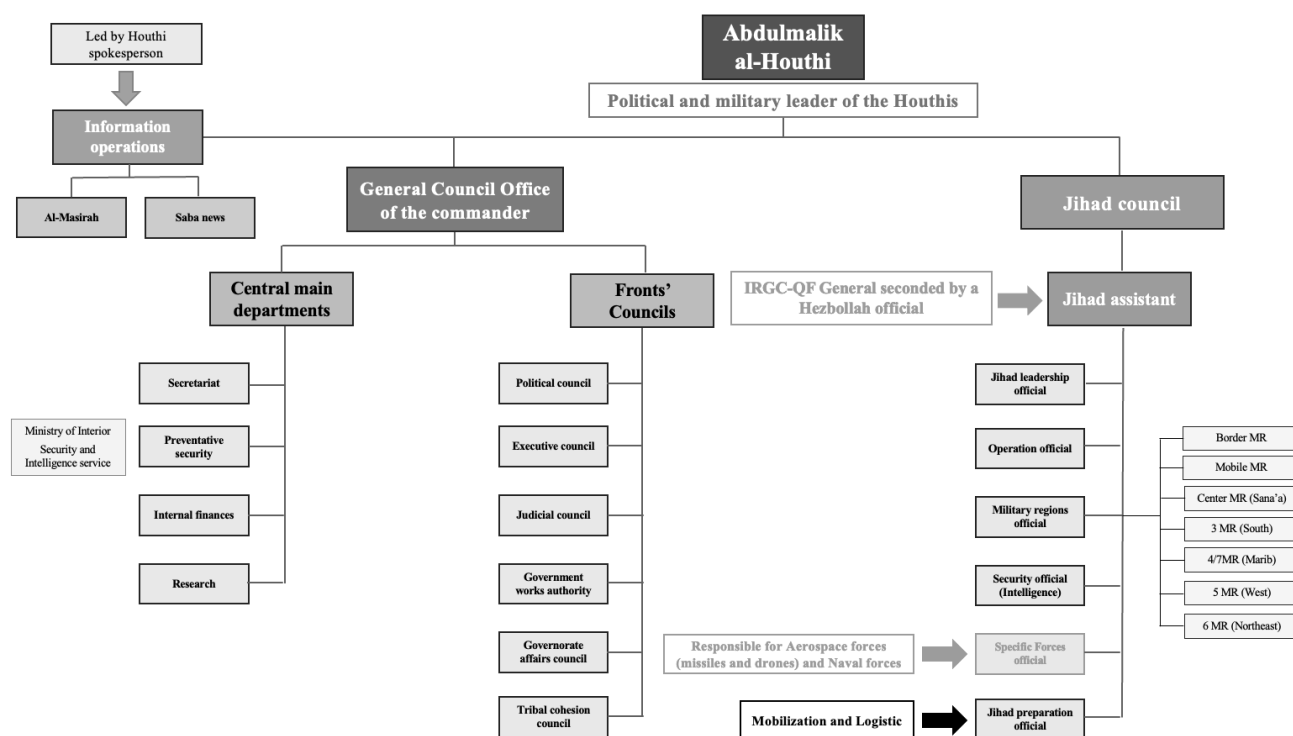 Led by Houthi
spokesperson
Abdulmalik
al-Houthi
Political and military leader of the Houthis
Information
operations
General Council Office
of the commander
Jihad council
Al-Masirah
Saba news
Central main
departments
Fronts’
Councils
IRGC-QF General seconded by a
Hezbollah official
Jihad assistant
Secretariat
Ministry of Interior
Security and
Intelligence service
Preventative
security
Internal finances
Research
Political council
Executive council
Judicial council
Government
works authority
Governorate
affairs council
Tribal cohesion
council
Jihad leadership
official
Operation official
Military regions
official
Security official
(Intelligence)
Responsible for Aerospace forces
(missiles and drones) and Naval forces
Specific Forces
official
Mobilization and Logistic
Jihad preparation
official
Border MR
Mobile MR
Center MR (Sana’a)
3 MR (South)
4/7MR (Marib)
5 MR (West)
6 MR (Northeast)